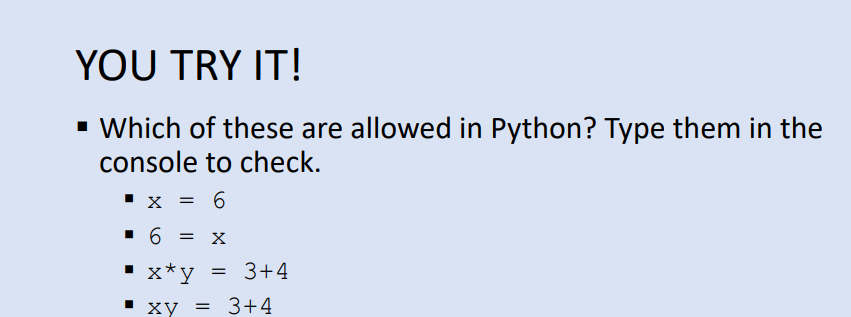 YOU TRY IT!
▪ Which of these are allowed in Python? Type them in the
console to check.
▪ x = 6
▪ 6 = x
▪ x*y = 3+4
▪ xy = 3+4